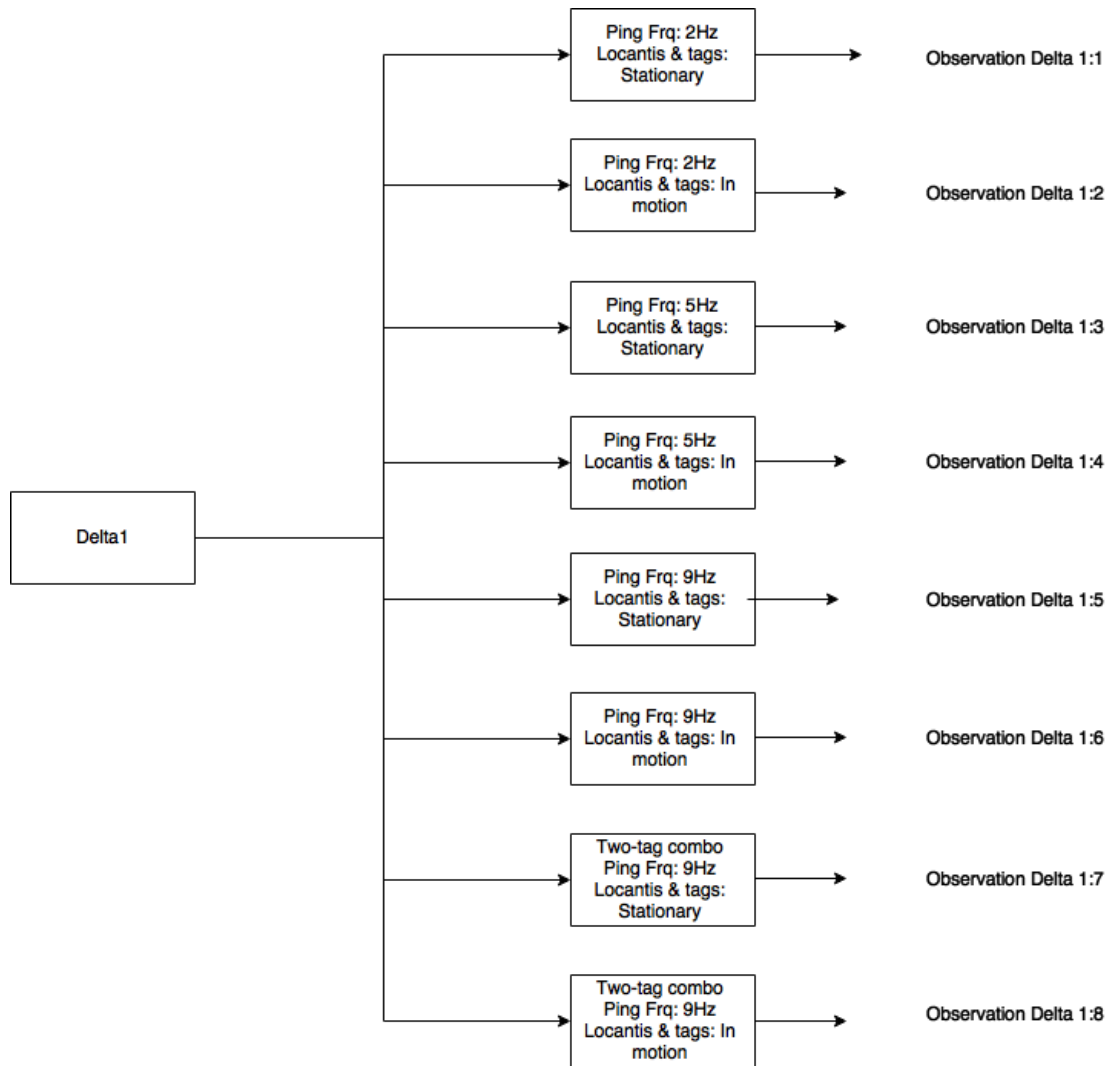 Ping Frq: 2Hz
Locantis & tags:
Stationary
Observation Delta 1:1
Ping Frq: 2Hz
Locantis & tags: In
motion
Observation Delta 1:2
Ping Frq: 5Hz
Locantis & tags:
Stationary
Observation Delta 1:3
Ping Frq: 5Hz
Locantis & tags: In
motion
Observation Delta 1:4
Delta1
Ping Frq: 9Hz
Locantis & tags:
Stationary
Observation Delta 1:5
Ping Frq: 9Hz
Locantis & tags: In
motion
Observation Delta 1:6
Two-tag combo
Ping Frq: 9Hz
Locantis & tags:
Stationary
Observation Delta 1:7
Two-tag combo
Ping Frq: 9Hz
Locantis & tags: In
motion
Observation Delta 1:8